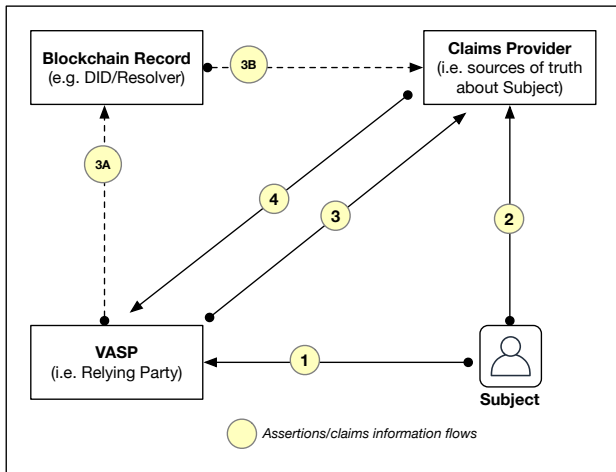 Blockchain Record
(e.g. DID/Resolver)
3B
Claims Provider
(i.e. sources of truth
about Subject)
3A
4
3
2
VASP
(i.e. Relying Party)
1
Subject
Assertions/claims information flows